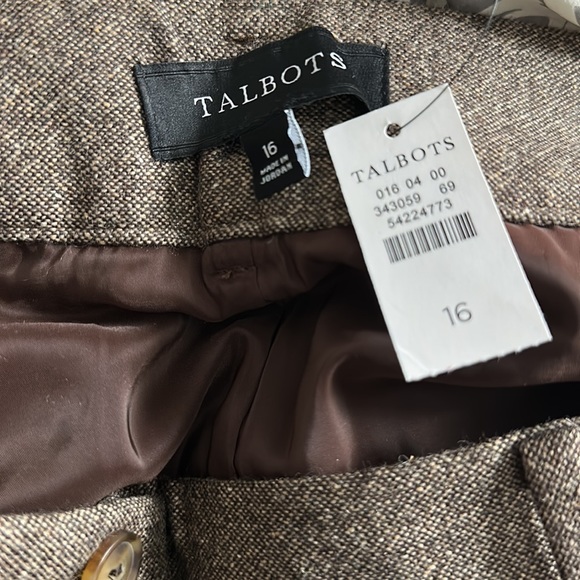 TALBOTS
16
MADE IN
JORDAN
TALBOTS
016 04 00
343059 69
54224773
16